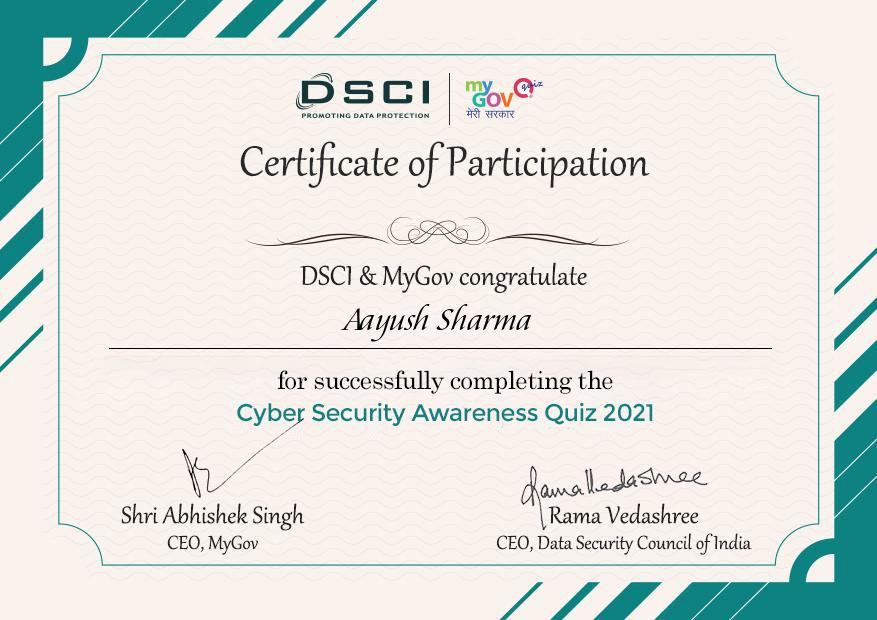 DSCI
PROMOTING DATA PROTECTION
my GOV quiz
मेरी सरकार
Certificate of Participation
DSCI & MyGov congratulate
Aayush Sharma
for successfully completing the
Cyber Security Awareness Quiz 2021
Rama Vedashree
Shri Abhishek Singh
Rama Vedashree
CEO, MyGov
CEO, Data Security Council of India